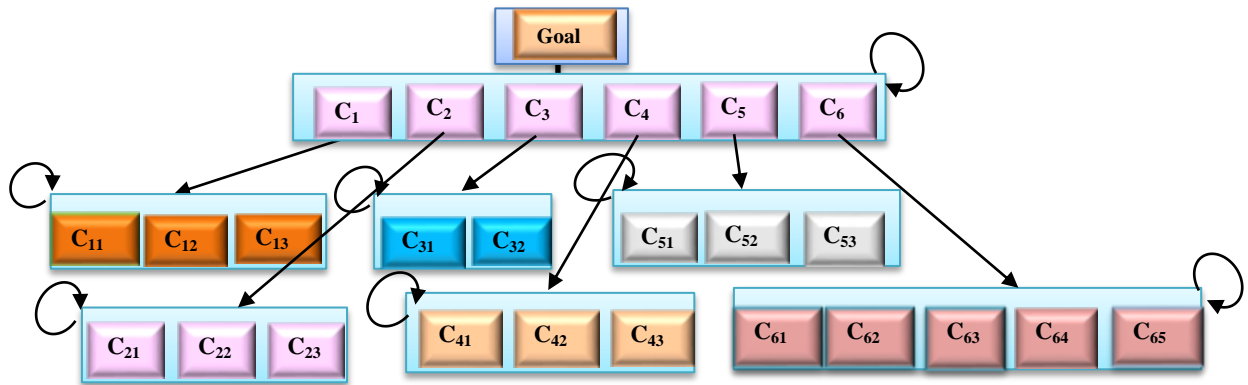 Goal
C1 C2 C3 C4 C5 C6
C11 C12 C13
C31 C32
C51 C52 C53
C21 C22 C23
C41 C42 C43
C61 C62 C63 C64 C65